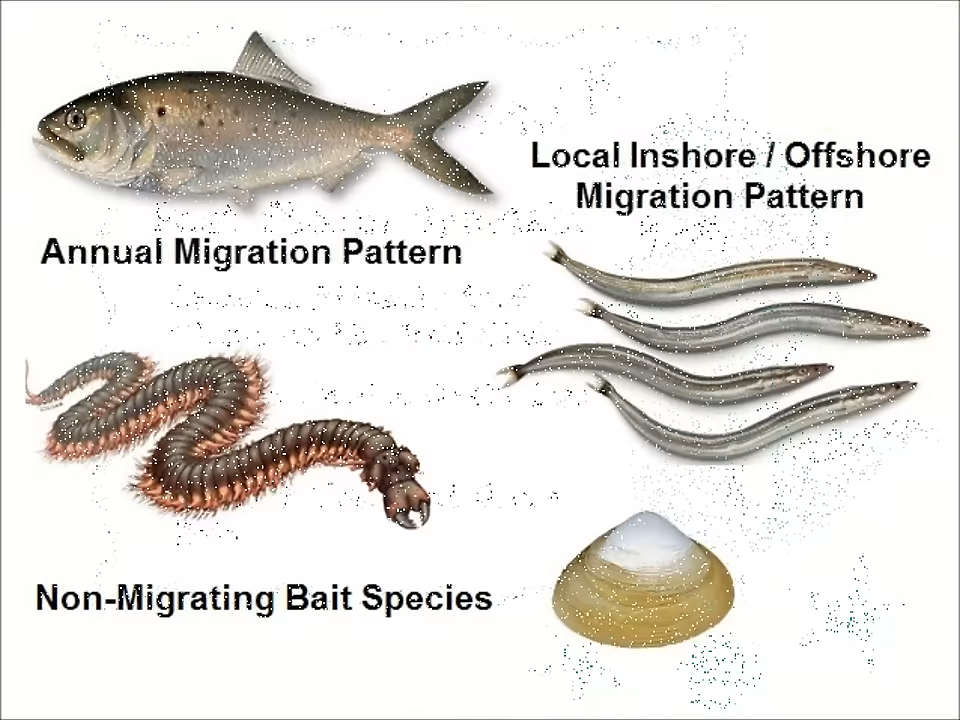 Local Inshore / Offshore
Migration Pattern
Annual Migration Pattern
Non-Migrating Bait Species